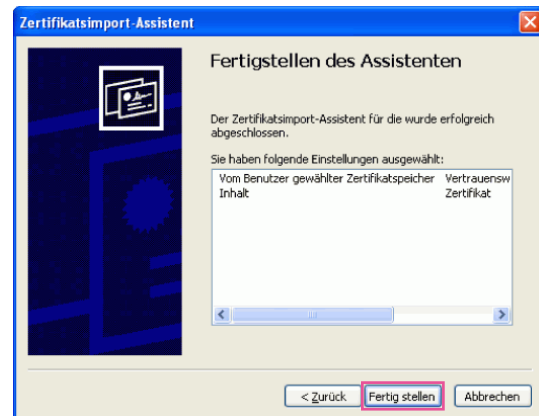 Zertifikatsimport-Assistent
Fertigstellen des Assistenten
Der Zertifikatsimport-Assistent für die wurde erfolgreich
abgeschlossen.
Sie haben folgende Einstellungen ausgewählt:
Vom Benutzer gewählter Zertifikatspeicher Vertrauensw
Inhalt Zertifikat
< Zurück Fertig stellen Abbrechen